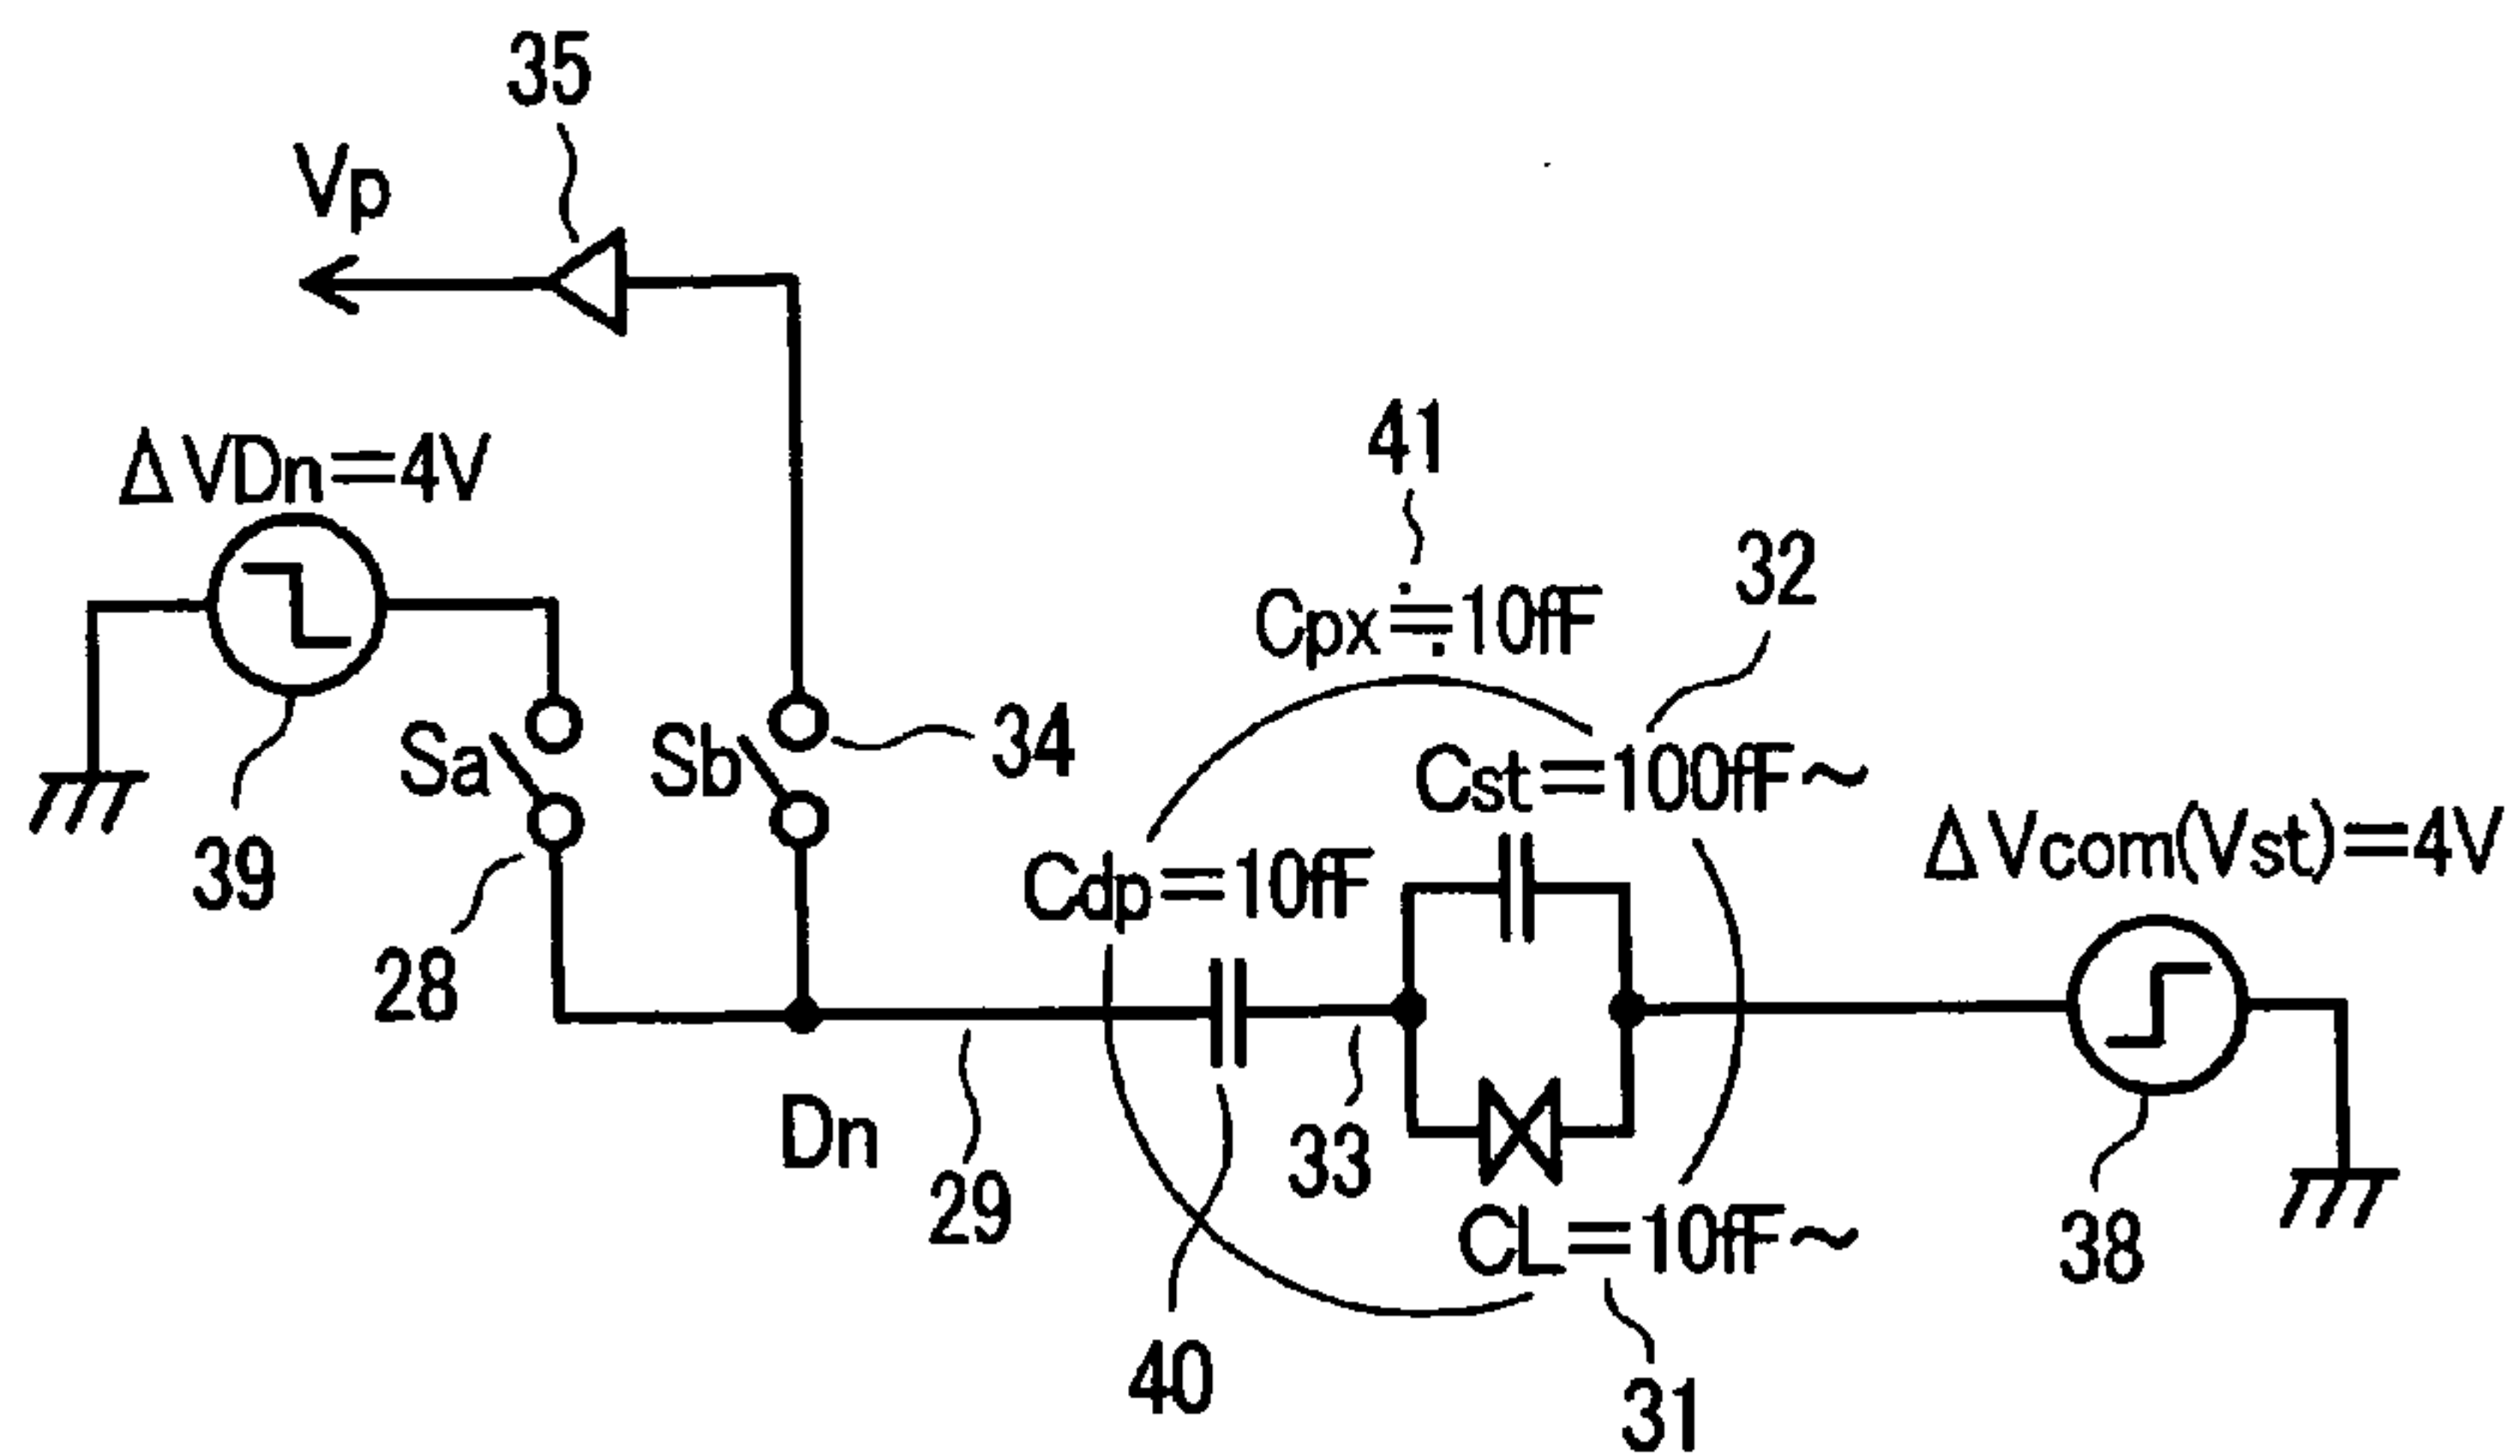 35
Vp
41
ΔVDn=4V
32
Cpx≒10fF
Sa
Sb
34
Cst=100fF~
ΔVcom(Vst)=4V
39
Cdp=10fF
28
Dn
29
33
CL=10fF~
38
40
31